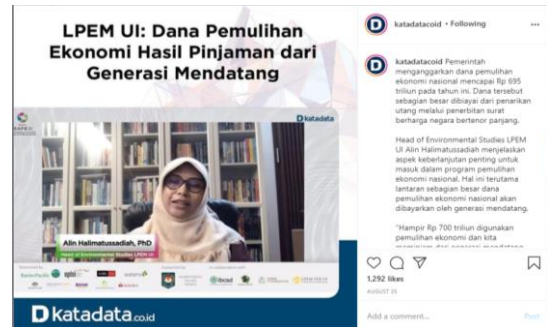 LPEM UI: Dana Pemulihan
Ekonomi Hasil Pinjaman dari
Generasi Mendatang
D katadata
Alin Halimatussadiah, PhD
Head of Environmental Studies LPEM UI
D katadata.co.id
katadatacoid • Following
katadatacoid Pemerintah
menganggarkan dana pemulihan
ekonomi nasional mencapai Rp 695
triliun pada tahun ini. Dana tersebut
sebagian besar dibiayai dari penarikan
utang melalui penerbitan surat
berharga negara bertenor panjang.
Head of Environmental Studies LPEM
UI Alin Halimatussadiah menjelaskan
aspek keberlanjutan penting untuk
masuk dalam program pemulihan
ekonomi nasional. Hal ini terutama
lantaran sebagian besar dana
pemulihan ekonomi nasional akan
dibayarkan oleh generasi mendatang.
"Hampir Rp 700 triliun digunakan
pemulihan ekonomi dan kita
meminjam dari generasi mendatang
1,292 likes
AUGUST 25
Add a comment...
Post